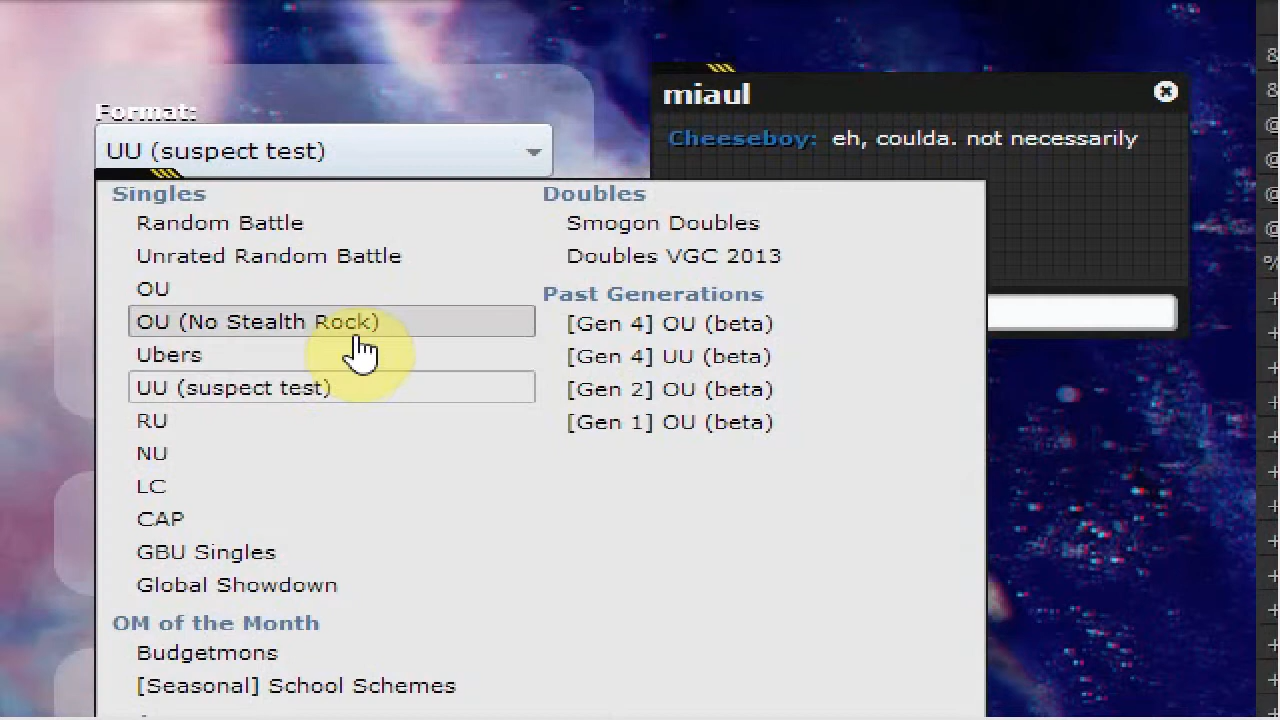 Format:
UU (suspect test)
Singles
Random Battle
Unrated Random Battle
OU
OU (No Stealth Rock)
Ubers
UU (suspect test)
RU
NU
LC
CAP
GBU Singles
Global Showdown
OM of the Month
Budgetmons
[Seasonal] School Schemes
Doubles
Smogon Doubles
Doubles VGC 2013
Past Generations
[Gen 4] OU (beta)
[Gen 4] UU (beta)
[Gen 2] OU (beta)
[Gen 1] OU (beta)
miaul
Cheeseboy: eh, coulda. not necessarily
&
&
@
@
@
@
%
+
+
+
+
+
+
+
+
+
+
+
+
+